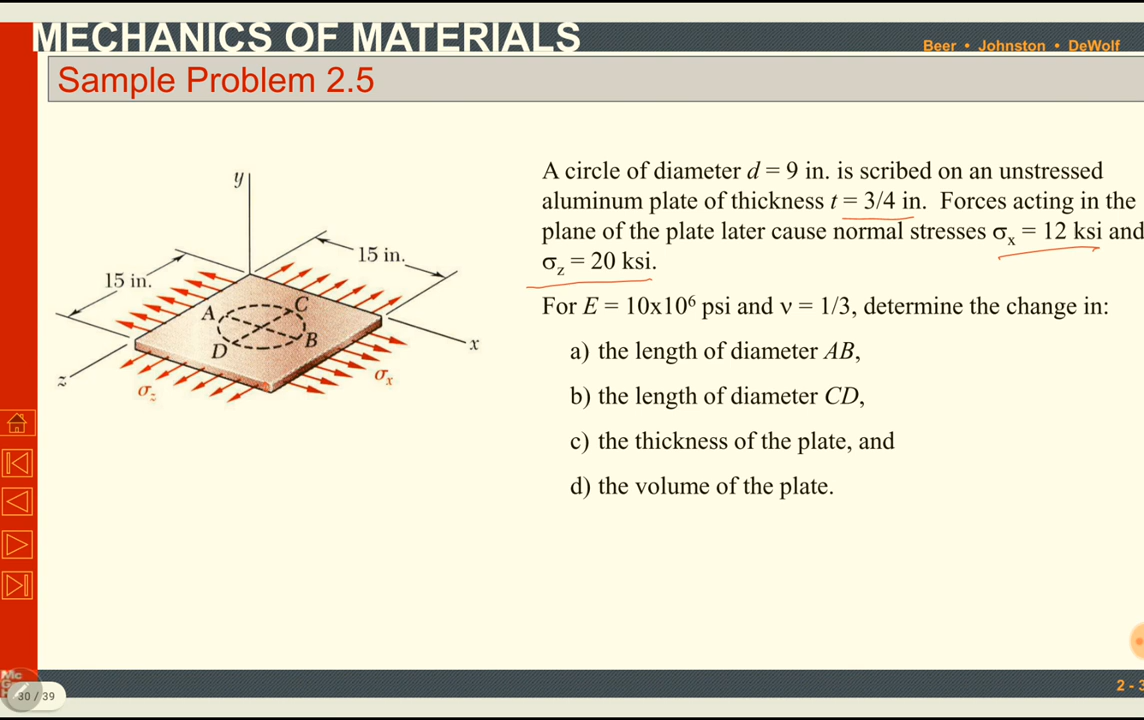 MECHANICS OF MATERIALS
Beer • Johnston • DeWolf
Sample Problem 2.5
y
15 in.
15 in.
A
C
D
B
x
z
σz
σx
A circle of diameter d = 9 in. is scribed on an unstressed
aluminum plate of thickness t = 3/4 in. Forces acting in the
plane of the plate later cause normal stresses σx = 12 ksi and
σz = 20 ksi.
For E = 10x10⁶ psi and ν = 1/3, determine the change in:
a) the length of diameter AB,
b) the length of diameter CD,
c) the thickness of the plate, and
d) the volume of the plate.
30 / 39